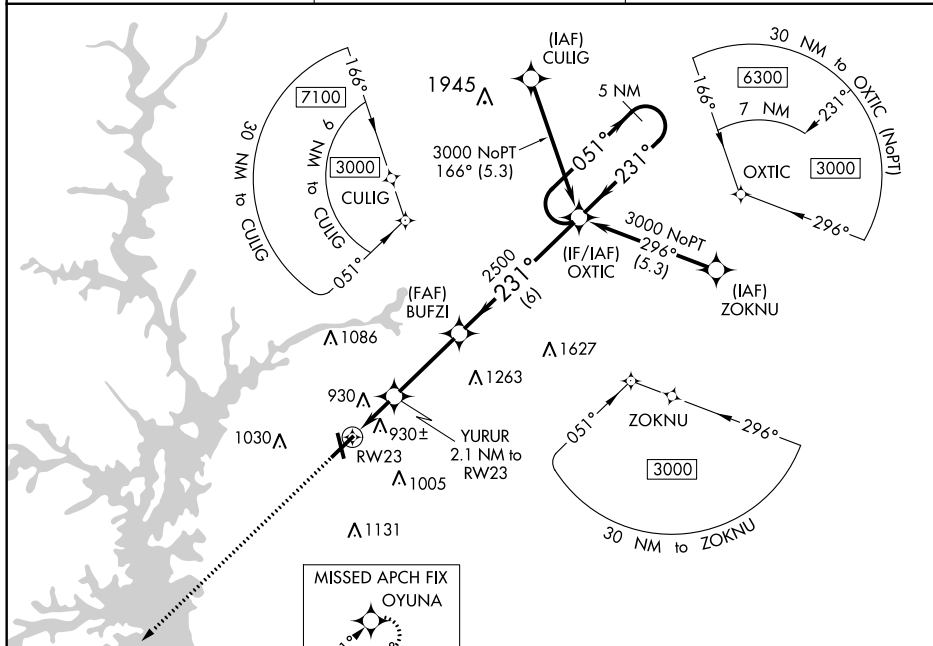 (IAF)
CULIG
1945
5 NM
3000 NoPT
166° (5.3)
051°
231°
(IF/IAF)
OXTIC
3000 NoPT
296°
(5.3)
(IAF)
ZOKNU
2500
231°
(6)
(FAF)
BUFZI
1086
1627
1263
930
930±
1030
RW23
YURUR
2.1 NM to
RW23
1005
1131
166°
7100
9 NM to CULIG
3000
CULIG
30 NM to CULIG
051°
30 NM to OXTIC (NoPT)
6300
166°
7 NM
231°
OXTIC
3000
296°
051°
ZOKNU
296°
3000
30 NM to ZOKNU
MISSED APCH FIX
OYUNA